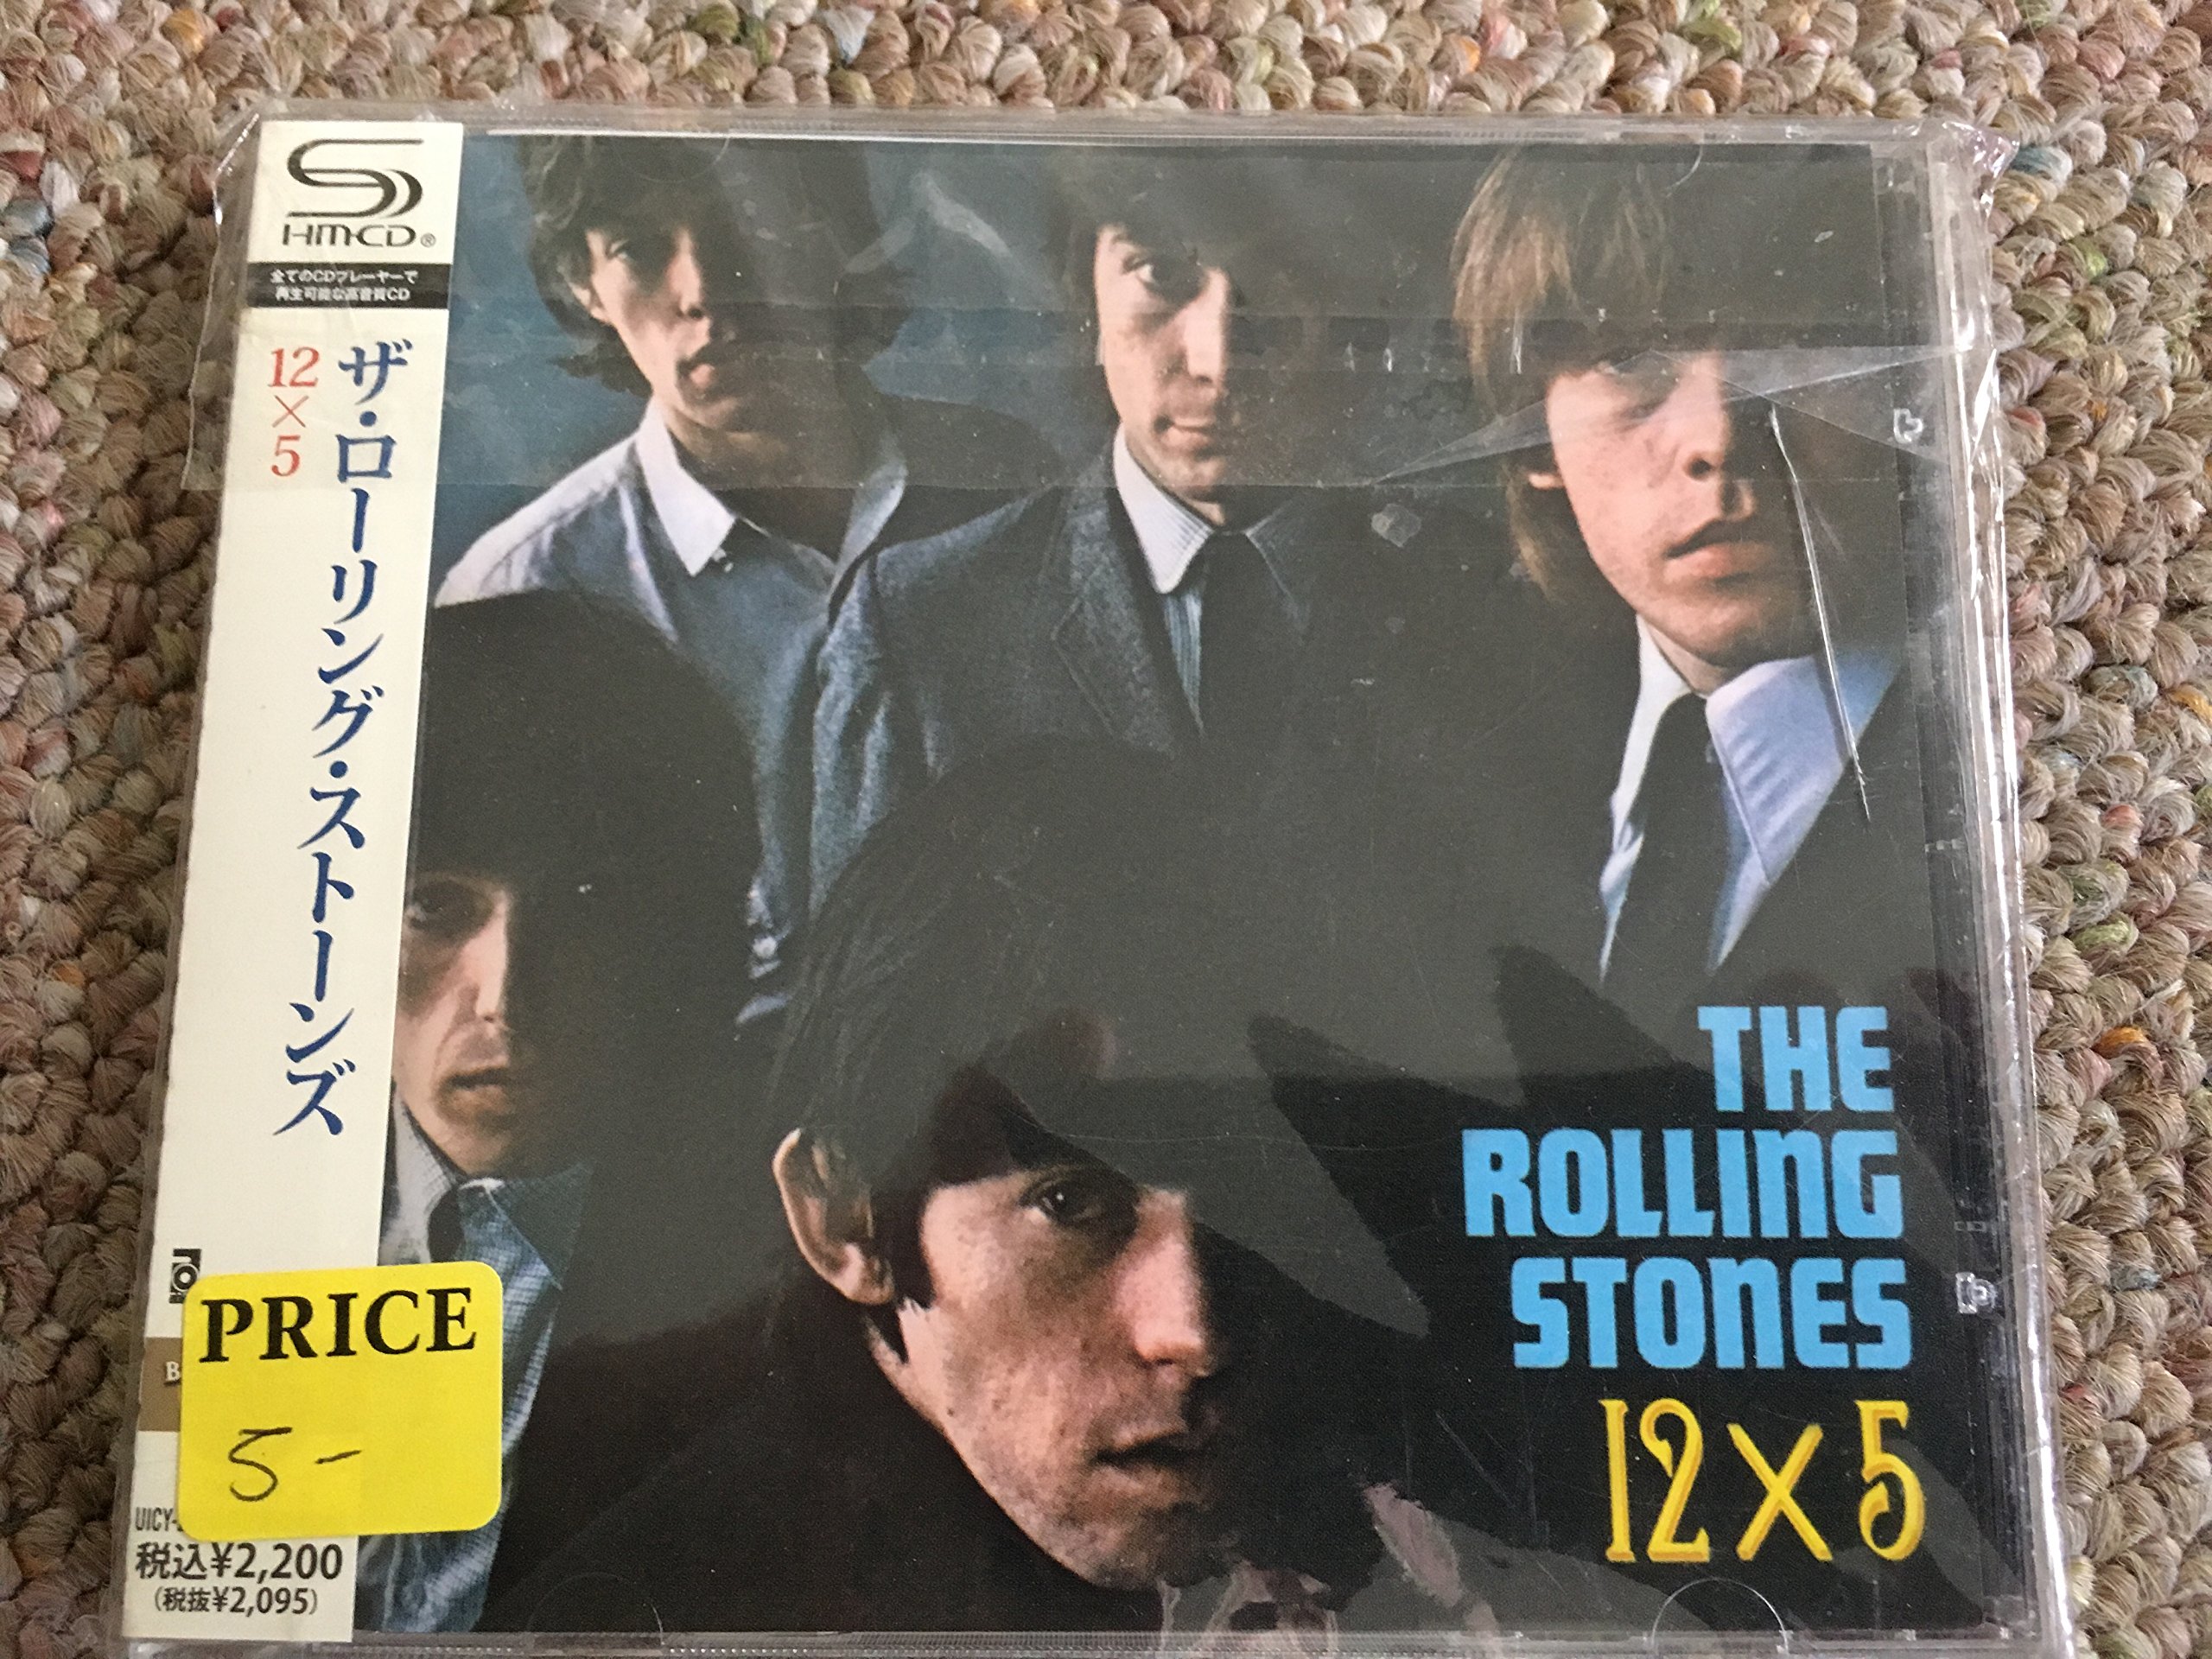 SHM-CD®
全てのCDプレーヤーで
再生可能な高音質CD
ザ・ローリング・ストーンズ
12×5
THE
ROLLING
STONES
12×5
PRICE
5-
UICY-
税込¥2,200
(税抜¥2,095)